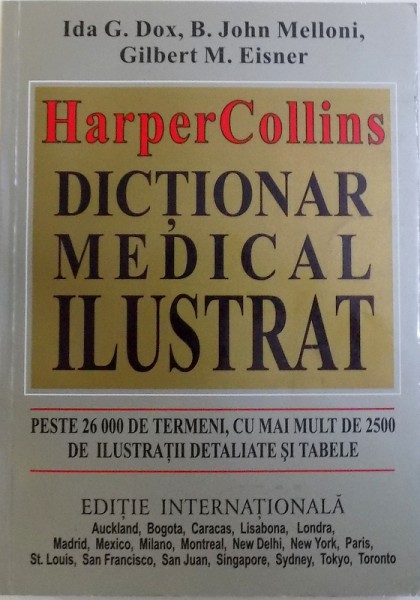 Ida G. Dox, B. John Melloni,
Gilbert M. Eisner
HarperCollins
DICȚIONAR
MEDICAL
ILUSTRAT
PESTE 26 000 DE TERMENI, CU MAI MULT DE 2500
DE ILUSTRAȚII DETALIATE ȘI TABELE
EDIȚIE INTERNAȚIONALĂ
Auckland, Bogota, Caracas, Lisabona, Londra,
Madrid, Mexico, Milano, Montreal, New Delhi, New York, Paris,
St. Louis, San Francisco, San Juan, Singapore, Sydney, Tokyo, Toronto